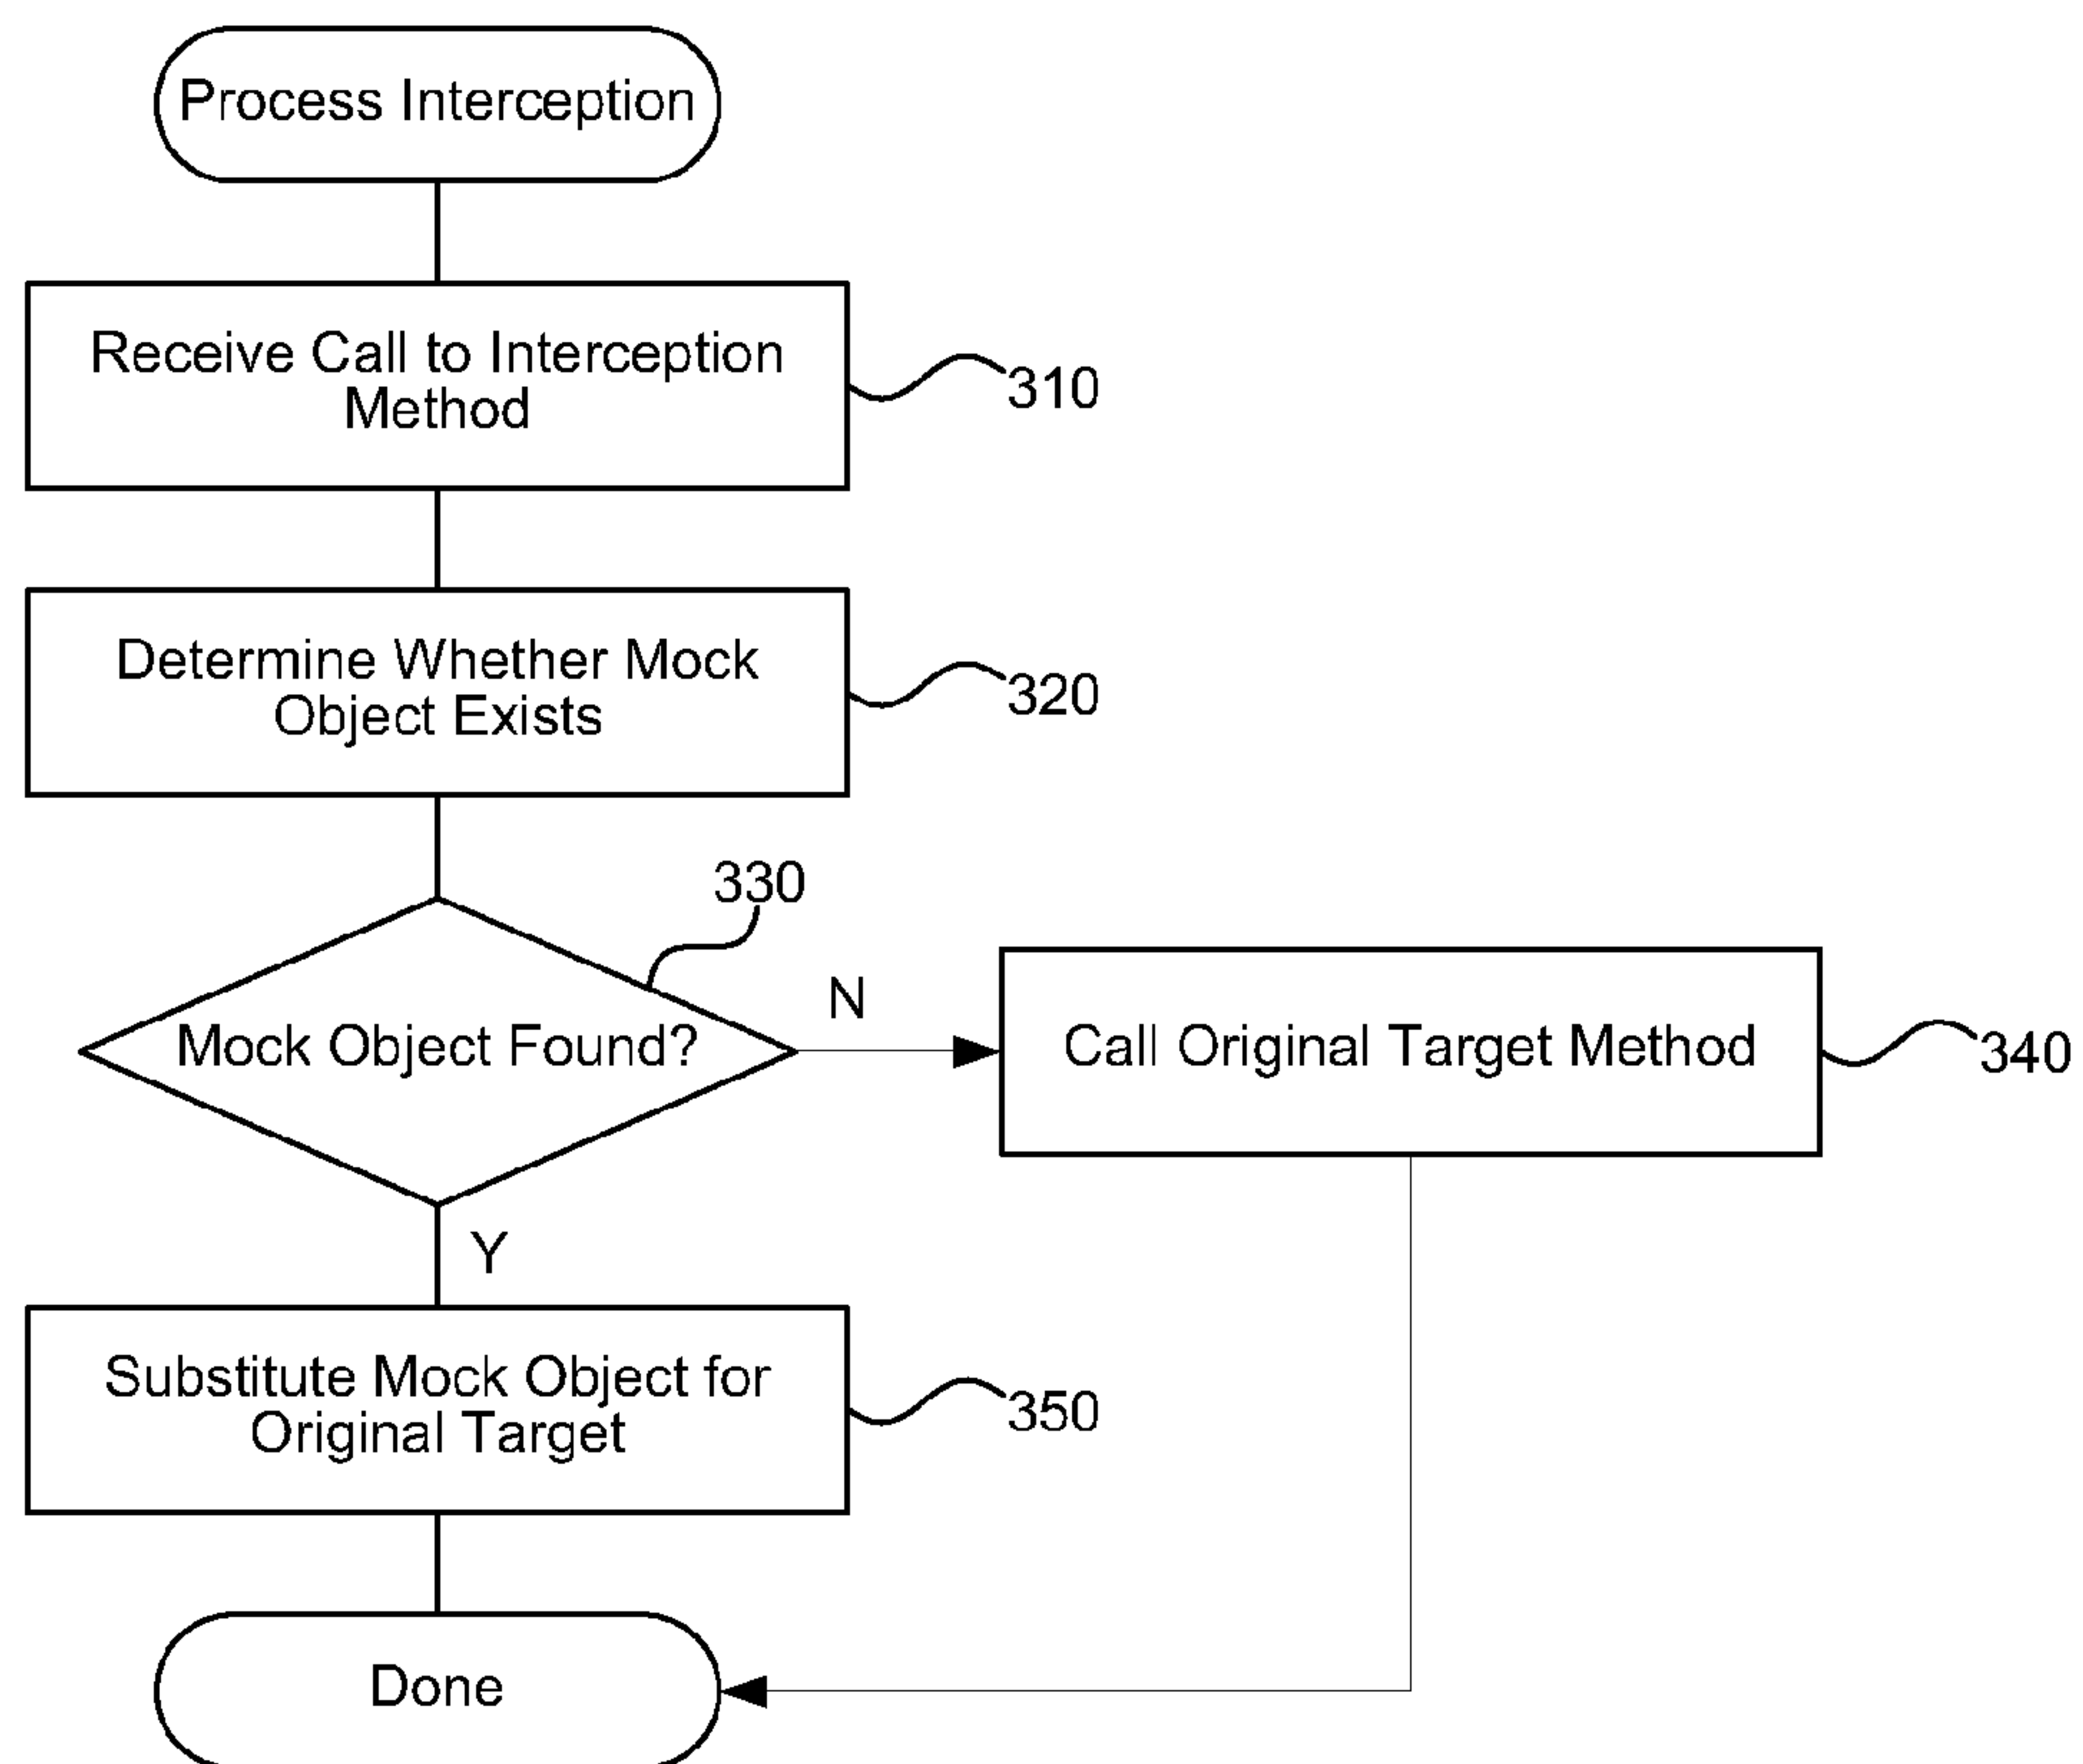 Process Interception
Receive Call to Interception
Method
310
Determine Whether Mock
Object Exists
320
330
Mock Object Found?
N
Call Original Target Method
340
Y
Substitute Mock Object for
Original Target
350
Done